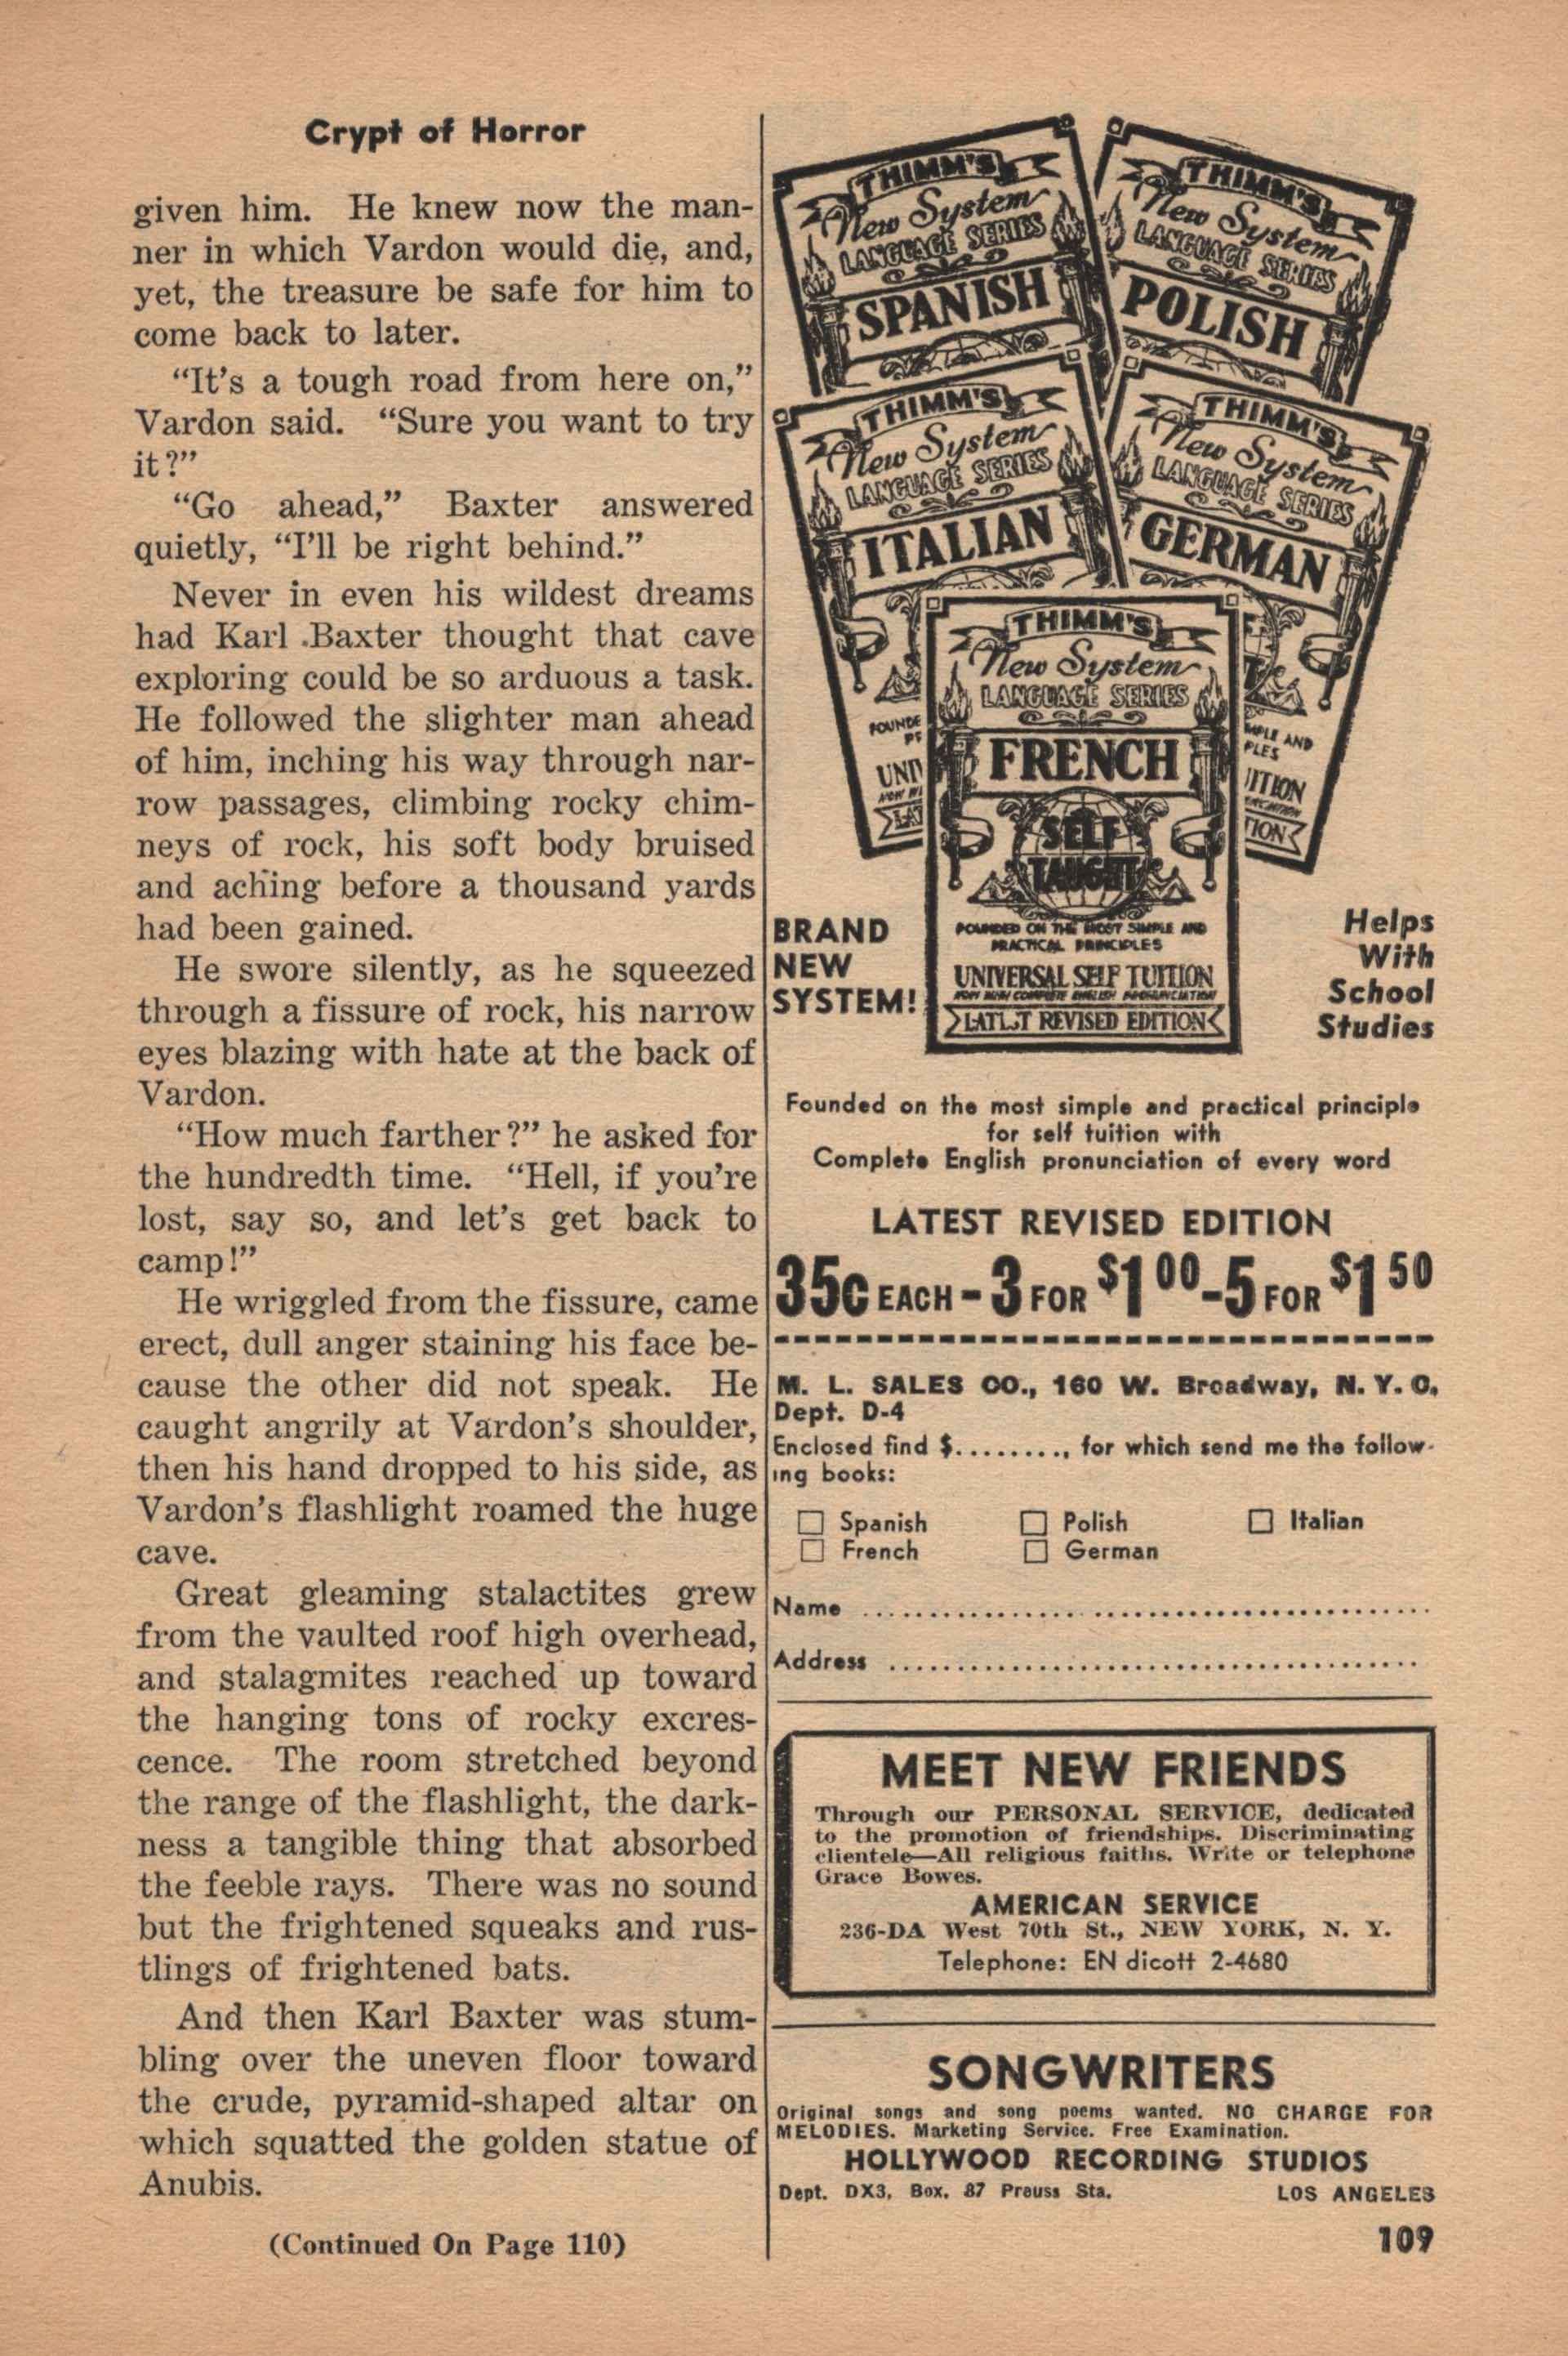 Crypt of Horror
given him. He knew now the man-
ner in which Vardon would die, and,
yet, the treasure be safe for him to
come back to later.
“It's a tough road from here on,”
Vardon said. “Sure you want to try
it?”
“Go ahead,” Baxter answered
quietly, “I'll be right behind.”
Never in even his wildest dreams
had Karl Baxter thought that cave
exploring could be so arduous a task.
He followed the slighter man ahead
of him, inching his way through nar-
row passages, climbing rocky chim-
neys of rock, his soft body bruised
and aching before a thousand yards
had been gained.
He swore silently, as he squeezed
through a fissure of rock, his narrow
eyes blazing with hate at the back of
Vardon.
“How much farther?” he asked for
the hundredth time. “Hell, if you're
lost, say so, and let's get back to
camp!”
He wriggled from the fissure, came
erect, dull anger staining his face be-
cause the other did not speak. He
caught angrily at Vardon's shoulder,
then his hand dropped to his side, as
Vardon's flashlight roamed the huge
cave.
Great gleaming stalactites grew
from the vaulted roof high overhead,
and stalagmites reached up toward
the hanging tons of rocky excres-
cence. The room stretched beyond
the range of the flashlight, the dark-
ness a tangible thing that absorbed
the feeble rays. There was no sound
but the frightened squeaks and rus-
tlings of frightened bats.
And then Karl Baxter was stum-
bling over the uneven floor toward
the crude, pyramid-shaped altar on
which squatted the golden statue of
Anubis.
(Continued On Page 110)
THIMM'S
New System
LANGUAGE SERIES
SPANISH
THIMM'S
New System
LANGUAGE SERIES
POLISH
THIMM'S
New System
LANGUAGE SERIES
ITALIAN
THIMM'S
New System
LANGUAGE SERIES
GERMAN
THIMM'S
New System
LANGUAGE SERIES
FRENCH
SELF
TAUGHT
FOUNDED ON THE MOST SIMPLE AND
PRACTICAL PRINCIPLES
UNIVERSAL SELF TUITION
LATEST REVISED EDITION
BRAND
NEW
SYSTEM!
Helps
With
School
Studies
Founded on the most simple and practical principle
for self tuition with
Complete English pronunciation of every word
LATEST REVISED EDITION
35c EACH - 3 FOR $1 00 - 5 FOR $1 50
M. L. SALES CO., 160 W. Broadway, N. Y. C.
Dept. D-4
Enclosed find $........., for which send me the follow-
ing books:
☐ Spanish ☐ Polish ☐ Italian
☐ French ☐ German
Name ..........................................
Address ........................................
MEET NEW FRIENDS
Through our PERSONAL SERVICE, dedicated
to the promotion of friendships. Discriminating
clientele—All religious faiths. Write or telephone
Grace Bowes.
AMERICAN SERVICE
236-DA West 70th St., NEW YORK, N. Y.
Telephone: EN dicott 2-4680
SONGWRITERS
Original songs and song poems wanted. NO CHARGE FOR
MELODIES. Marketing Service. Free Examination.
HOLLYWOOD RECORDING STUDIOS
Dept. DX3, Box, 87 Preuss Sta. LOS ANGELES
109